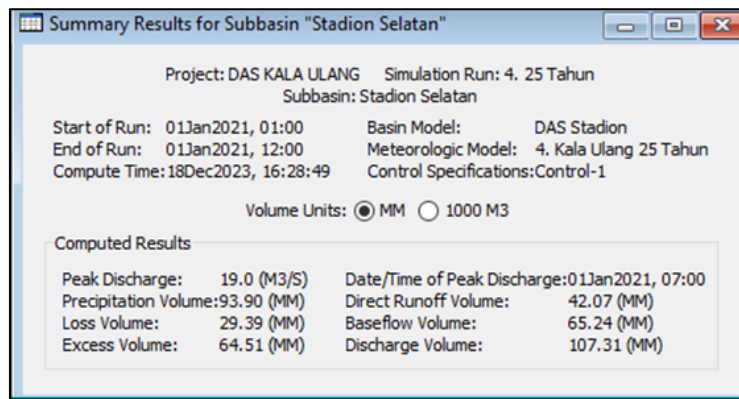 Summary Results for Subbasin "Stadion Selatan"
Project: DAS KALA ULANG Simulation Run: 4. 25 Tahun
Subbasin: Stadion Selatan
Start of Run: 01Jan2021, 01:00 Basin Model: DAS Stadion
End of Run: 01Jan2021, 12:00 Meteorologic Model: 4. Kala Ulang 25 Tahun
Compute Time:18Dec2023, 16:28:49 Control Specifications:Control-1
Volume Units: MM 1000 M3
Computed Results
Peak Discharge: 19.0 (M3/S) Date/Time of Peak Discharge:01Jan2021, 07:00
Precipitation Volume:93.90 (MM) Direct Runoff Volume: 42.07 (MM)
Loss Volume: 29.39 (MM) Baseflow Volume: 65.24 (MM)
Excess Volume: 64.51 (MM) Discharge Volume: 107.31 (MM)